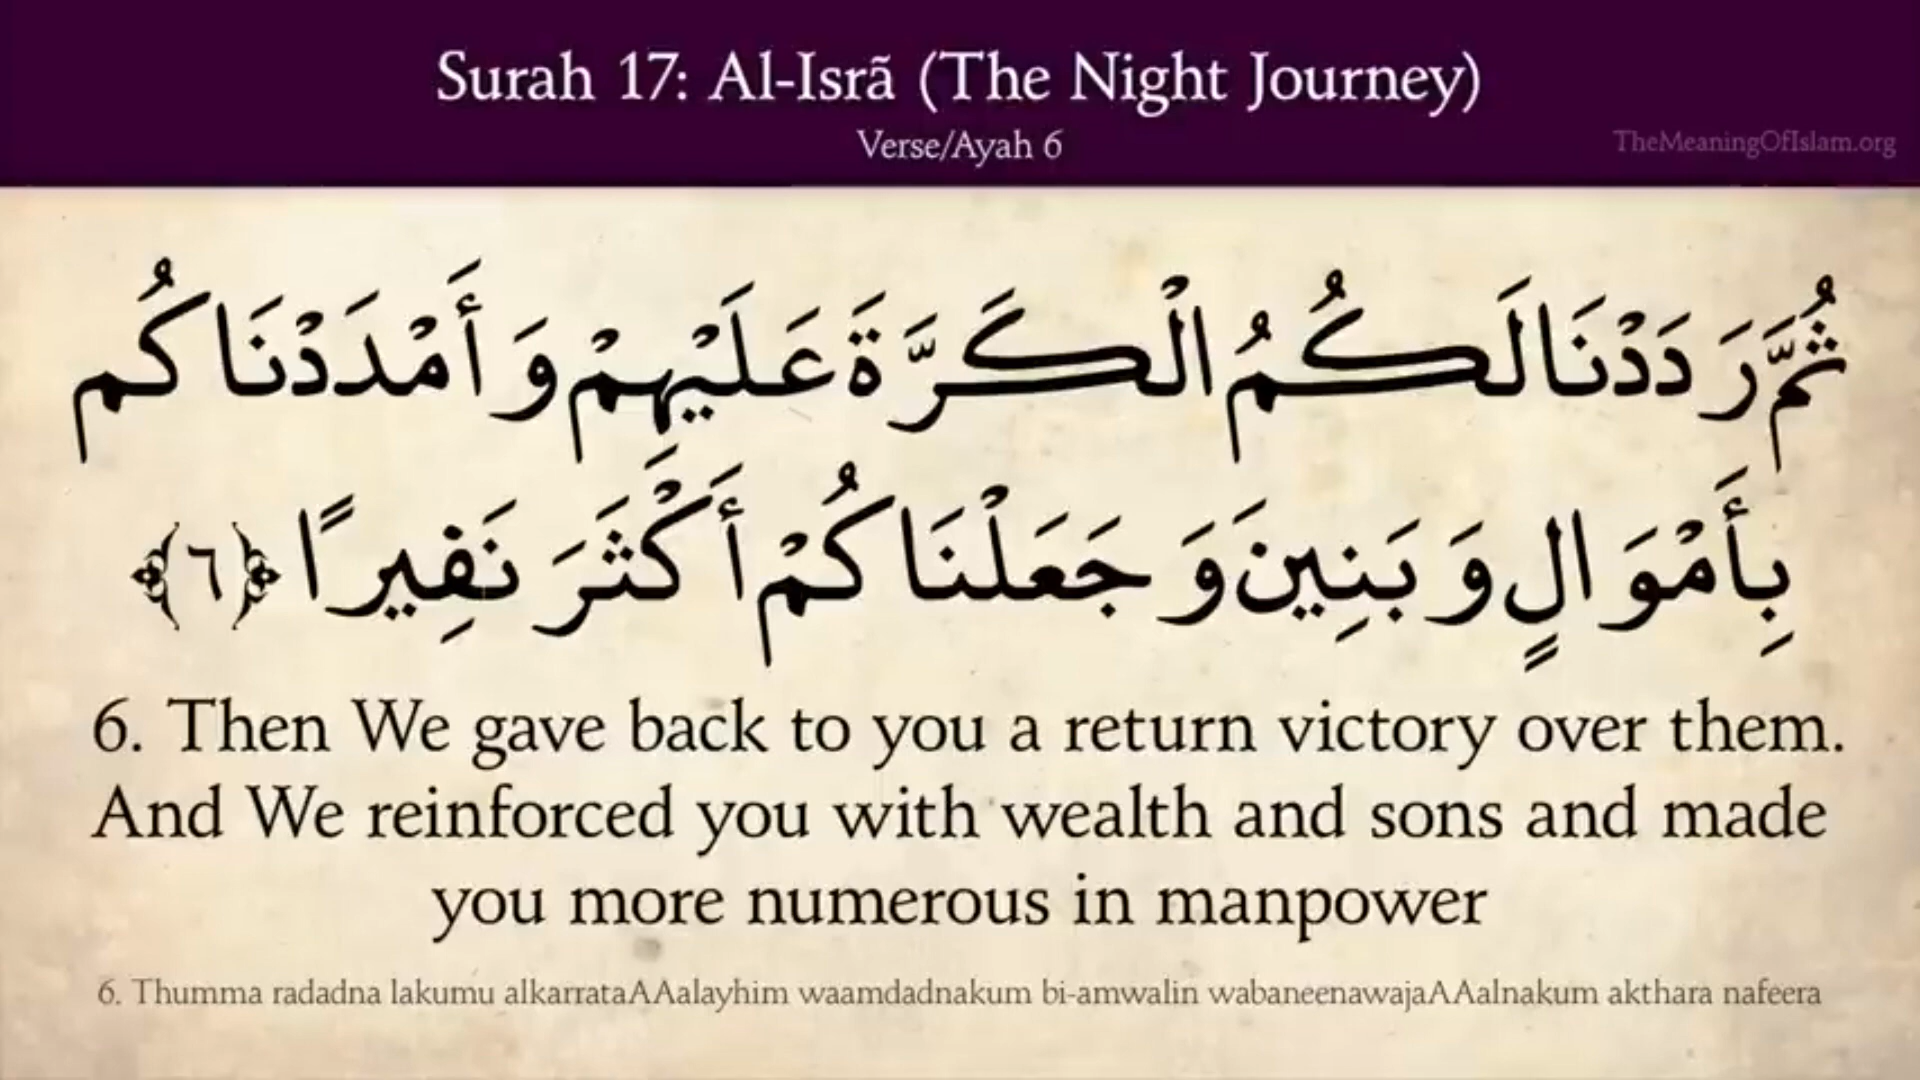 Surah 17: Al-Isrã (The Night Journey)
Verse/Ayah 6
TheMeaningOfIslam.org
ثُمَّ رَدَدْنَا لَكُمُ الْكَرَّةَ عَلَيْهِمْ وَأَمْدَدْنَاكُم
بِأَمْوَالٍ وَبَنِينَ وَجَعَلْنَاكُمْ أَكْثَرَ نَفِيرًا ﴿٦﴾
6. Then We gave back to you a return victory over them.
And We reinforced you with wealth and sons and made
you more numerous in manpower
6. Thumma radadna lakumu alkarrataAAalayhim waamdadnakum bi-amwalin wabaneenawajaAAalnakum akthara nafeera